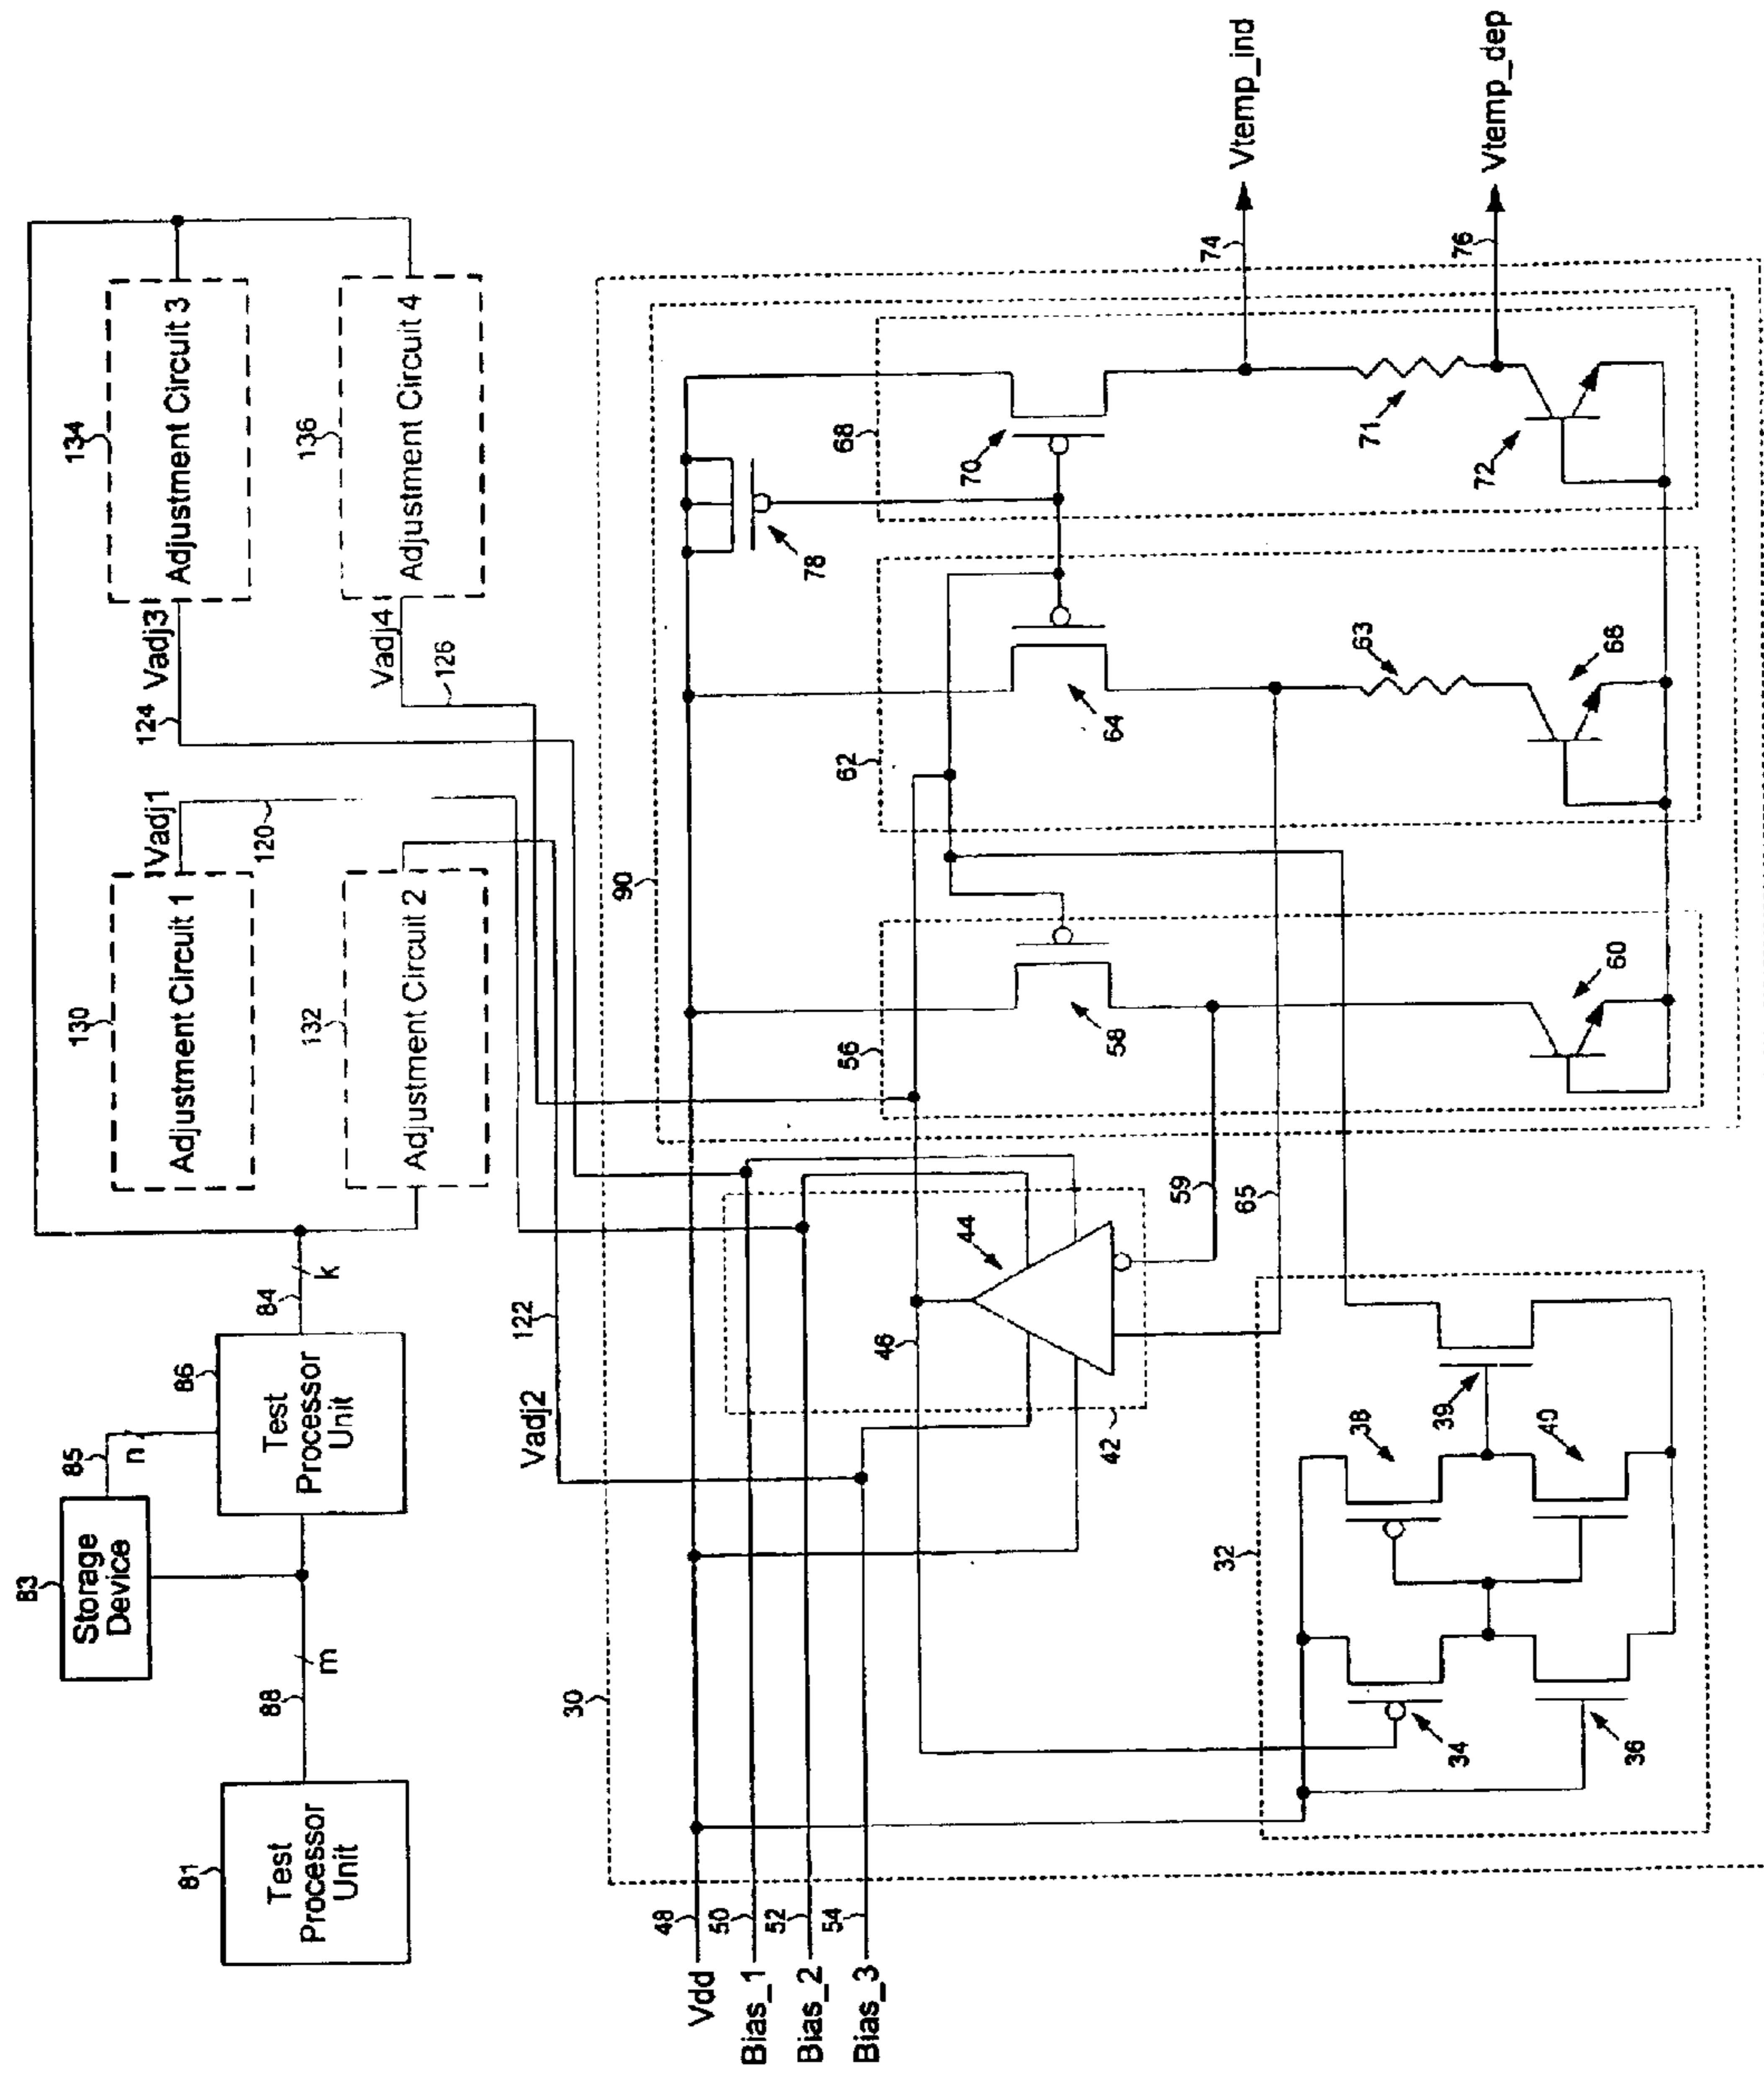 81
Test
Processor
Unit
88
m
83
Storage
Device
85
n
86
Test
Processor
Unit
84
k
130
Adjustment Circuit 1
Vadj1
120
132
Adjustment Circuit 2
122
Vadj2
134
Adjustment Circuit 3
124 Vadj3
136
Adjustment Circuit 4
Vadj4
126
Vdd
48
Bias_1
50
Bias_2
52
Bias_3
54
30
90
42
44
46
56
58
59
60
62
63
64
65
68
68
70
71
72
78
74
Vtemp_ind
76
Vtemp_dep
32
34
36
38
39
40